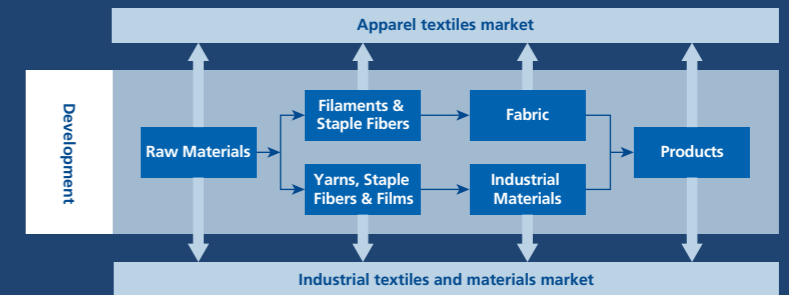 Apparel textiles market
Development
Raw Materials
Filaments &
Staple Fibers
Fabric
Yarns, Staple
Fibers & Films
Industrial
Materials
Products
Industrial textiles and materials market